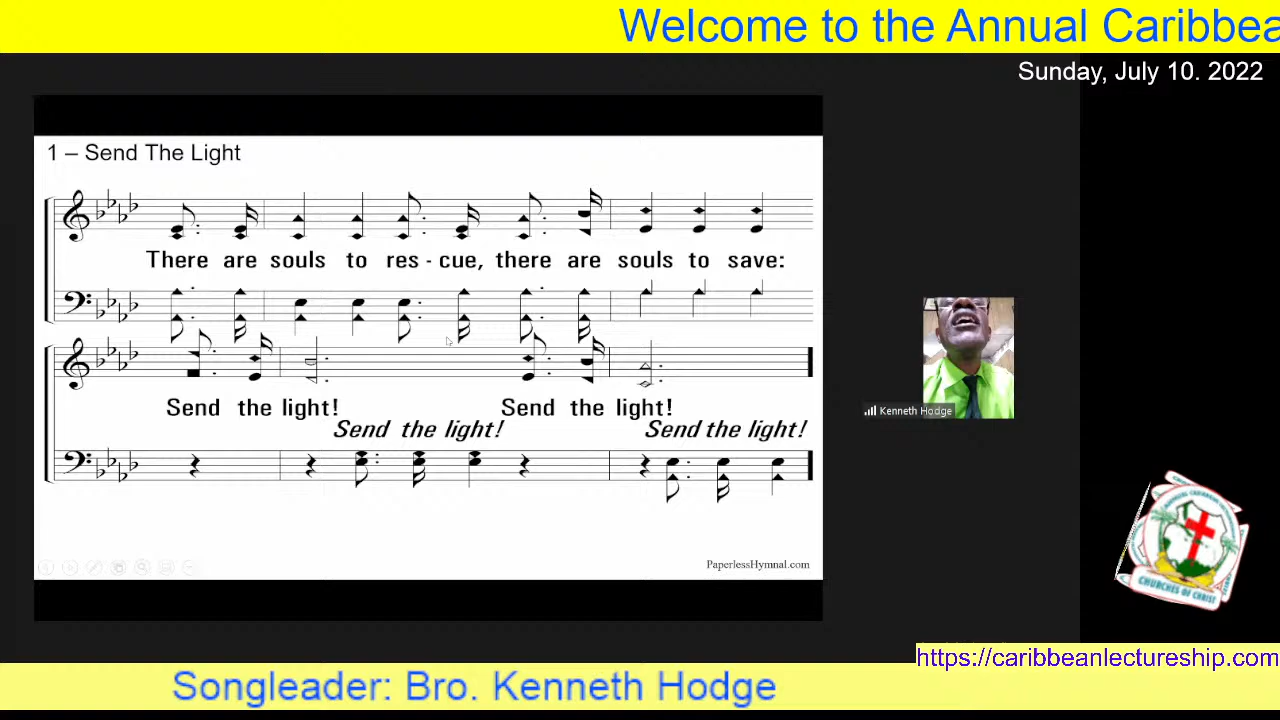 Welcome to the Annual Caribbea
Sunday, July 10. 2022
1 – Send The Light
There are souls to res - cue, there are souls to save:
Send the light! Send the light!
Send the light! Send the light!
Kenneth Hodge
PaperlessHymnal.com
CHURCHES OF CHRIST
https://caribbeanlectureship.com
Songleader: Bro. Kenneth Hodge